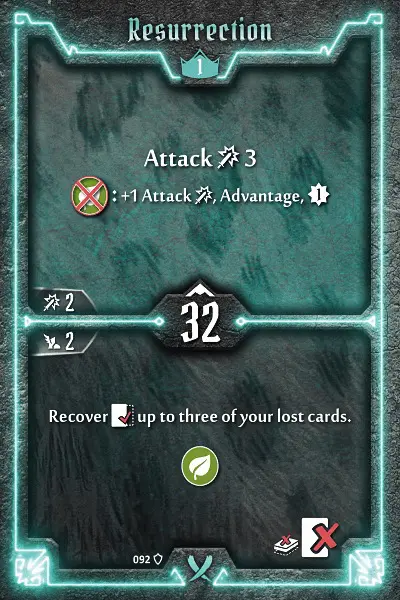 Resurrection
1
Attack 3
: +1 Attack , Advantage, 1
2
32
2
Recover up to three of your lost cards.
092